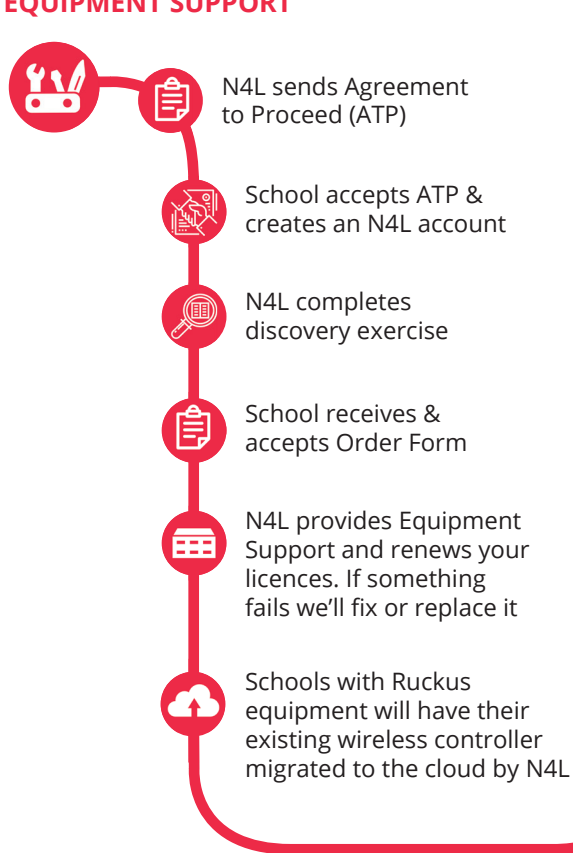 EQUIPMENT SUPPORT
N4L sends Agreement
to Proceed (ATP)
School accepts ATP &
creates an N4L account
N4L completes
discovery exercise
School receives &
accepts Order Form
N4L provides Equipment
Support and renews your
licences. If something
fails we’ll fix or replace it
Schools with Ruckus
equipment will have their
existing wireless controller
migrated to the cloud by N4L